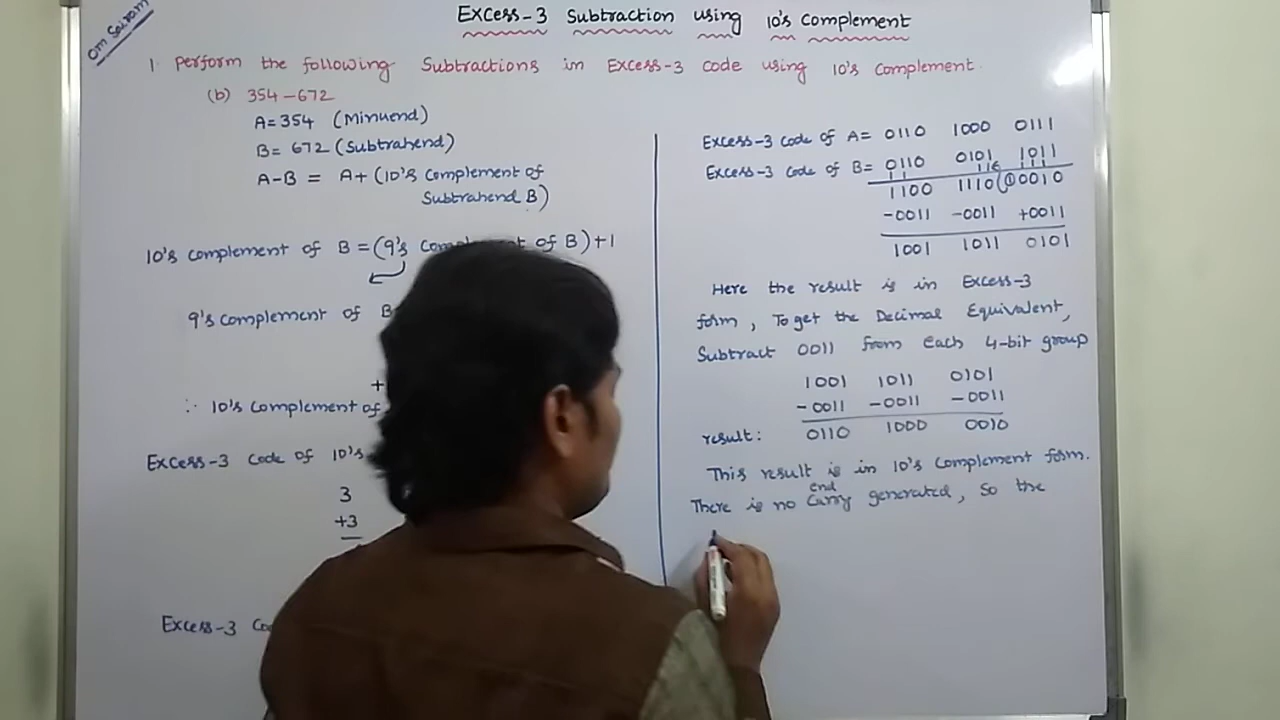 Om Sairam
Excess-3 Subtraction using 10's Complement
1. Perform the following Subtractions in Excess-3 code using 10's complement.
(b) 354-672
A=354 (Minuend)
B= 672 (Subtrahend)
A-B = A+ (10's Complement of
Subtrahend B)
10's complement of B =(9's of B)+1
9's complement of B
+
∴ 10's Complement of
Excess-3 Code of 10's
3
+3
Excess-3
Excess-3 code of A= 0110 1000 0111
Excess-3 code of B= 0110 0101 1011
1100 1110 ①0010
-0011 -0011 +0011
1001 1011 0101
Here the result is in Excess-3
form, To get the Decimal Equivalent,
Subtract 0011 from each 4-bit group
1001 1011 0101
-0011 -0011 -0011
result: 0110 1000 0010
This result is in 10's Complement form.
There is no end Carry generated, So the